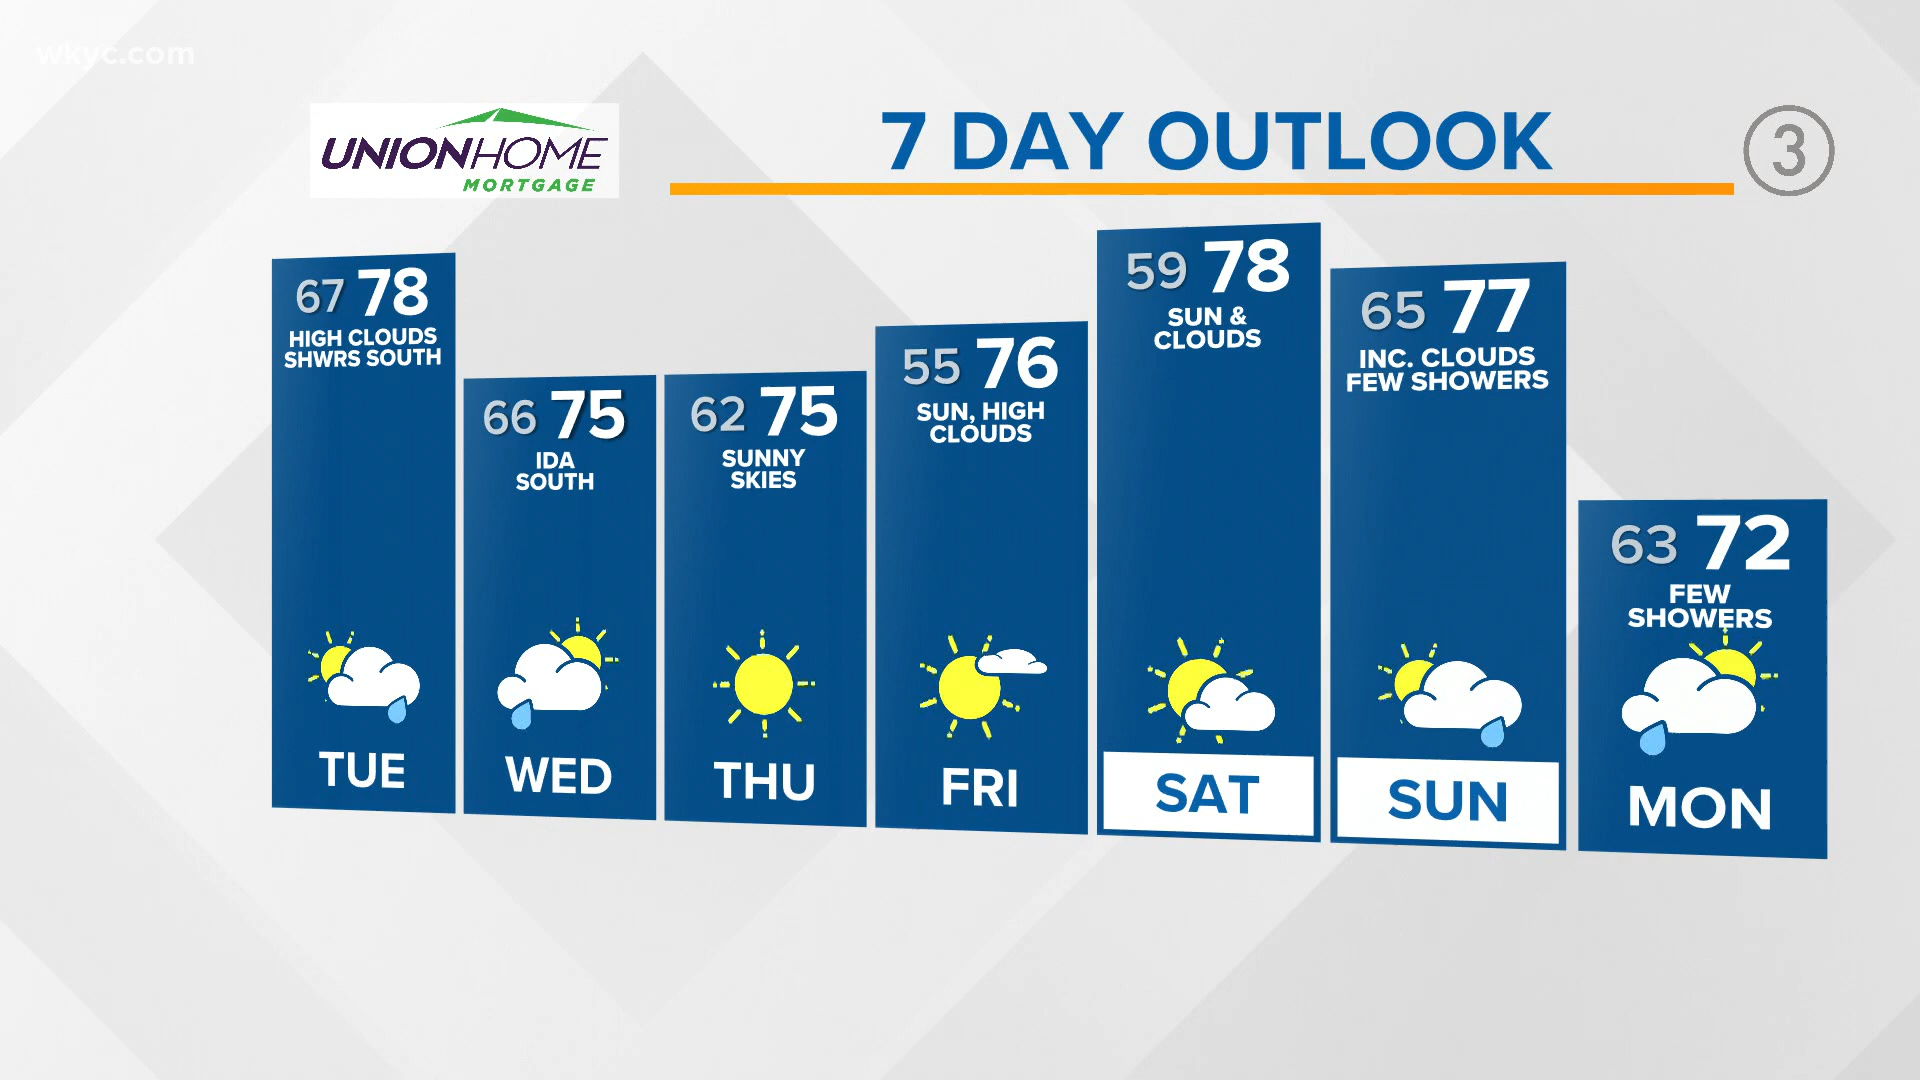 wkyc.com
UNIONHOME
MORTGAGE
7 DAY OUTLOOK
3
67 78
HIGH CLOUDS
SHWRS SOUTH
TUE
66 75
IDA
SOUTH
WED
62 75
SUNNY
SKIES
THU
55 76
SUN, HIGH
CLOUDS
FRI
59 78
SUN &
CLOUDS
SAT
65 77
INC. CLOUDS
FEW SHOWERS
SUN
63 72
FEW
SHOWERS
MON